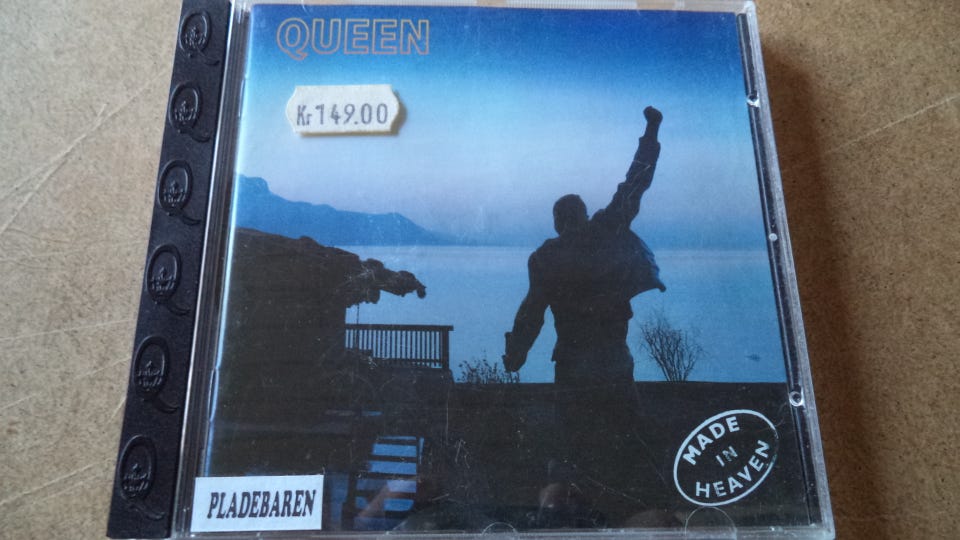 QUEEN
Kr 149.00
MADE
IN
HEAVEN
PLADEBAREN